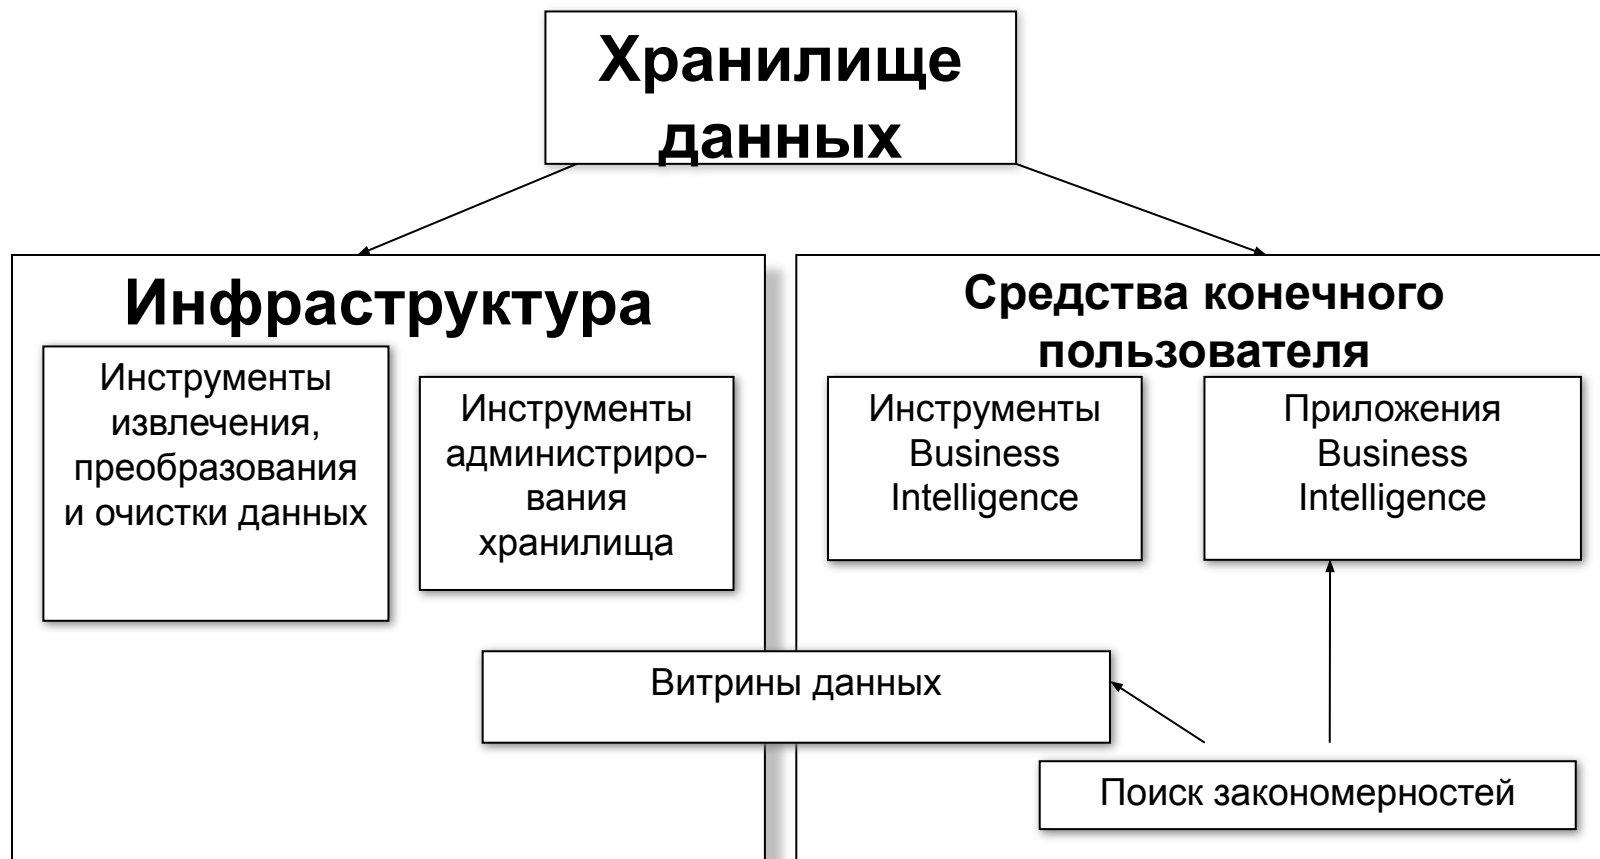 Хранилище
данных
Инфраструктура
Инструменты
извлечения,
преобразования
и очистки данных
Инструменты
администриро-
вания
хранилища
Средства конечного
пользователя
Инструменты
Business
Intelligence
Приложения
Business
Intelligence
Витрины данных
Поиск закономерностей